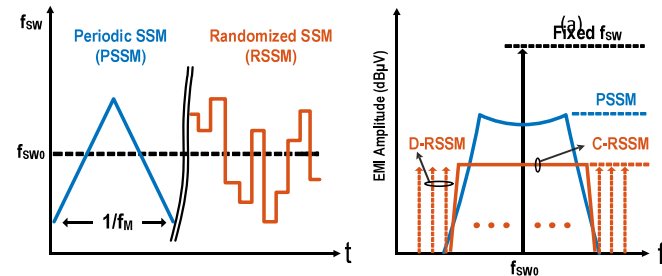 fSW
Periodic SSM
(PSSM)
Randomized SSM
(RSSM)
fSW0
1/fM
t
EMI Amplitude (dBµV)
(a)
Fixed fSW
PSSM
D-RSSM
C-RSSM
fSW0
f